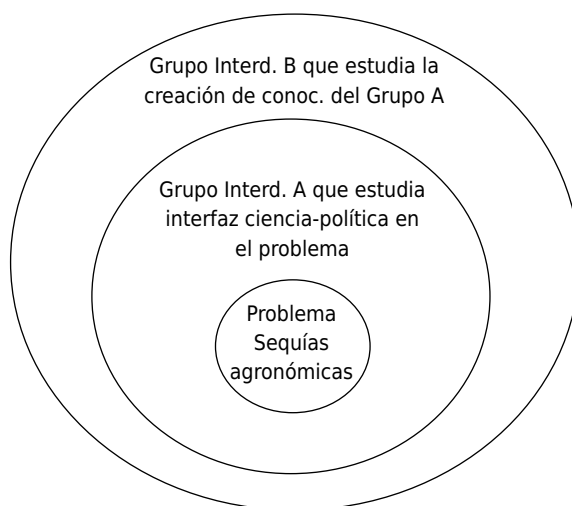 Grupo Interd. B que estudia la
creación de conoc. del Grupo A
Grupo Interd. A que estudia
interfaz ciencia-política en
el problema
Problema
Sequías
agronómicas